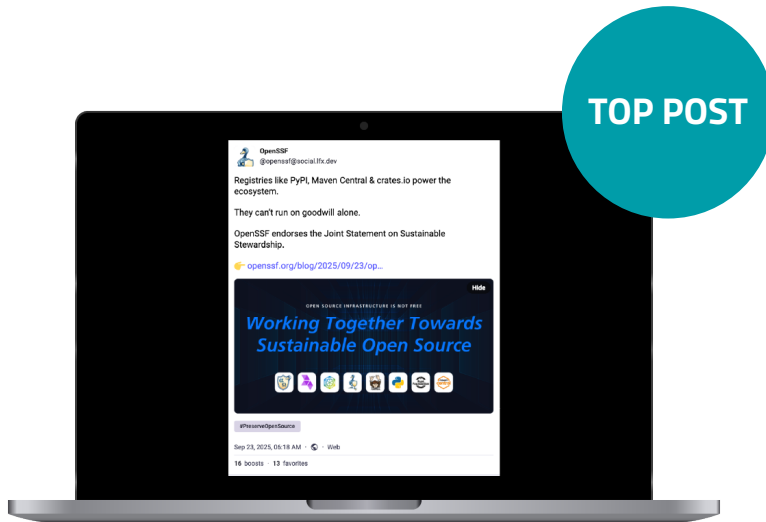 TOP POST
OpenSSF
@openssf@social.lfx.dev
Registries like PyPI, Maven Central & crates.io power the
ecosystem.
They can't run on goodwill alone.
OpenSSF endorses the Joint Statement on Sustainable
Stewardship.
👉 openssf.org/blog/2025/09/23/op...
Hide
OPEN SOURCE INFRASTRUCTURE IS NOT FREE
Working Together Towards
Sustainable Open Source
#PreserveOpenSource
Sep 23, 2025, 06:18 AM · Web
16 boosts · 13 favorites